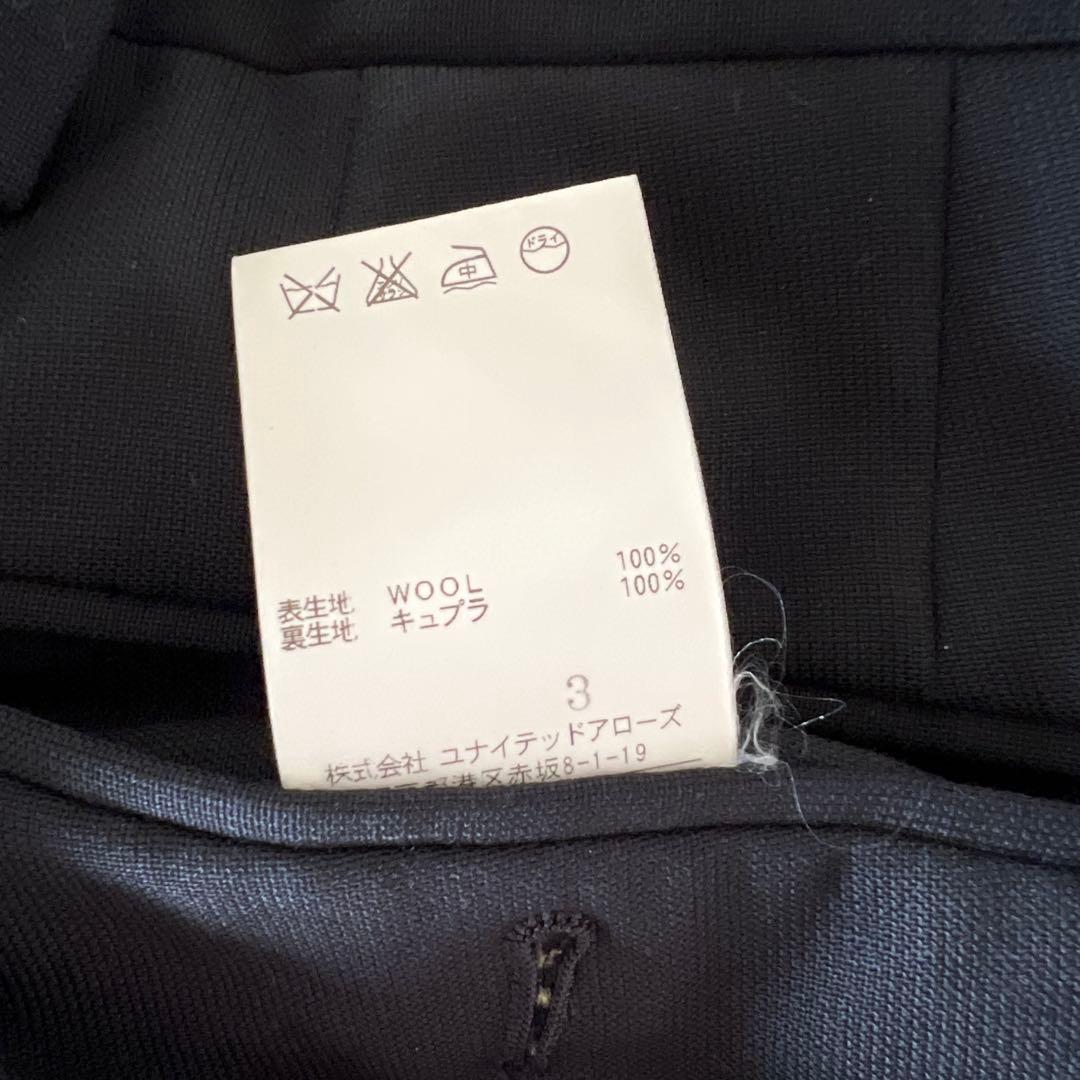 中 ドライ
表生地 WOOL 100%
裏生地 キュプラ 100%
3
株式会社 ユナイテッドアローズ
港区赤坂8-1-19